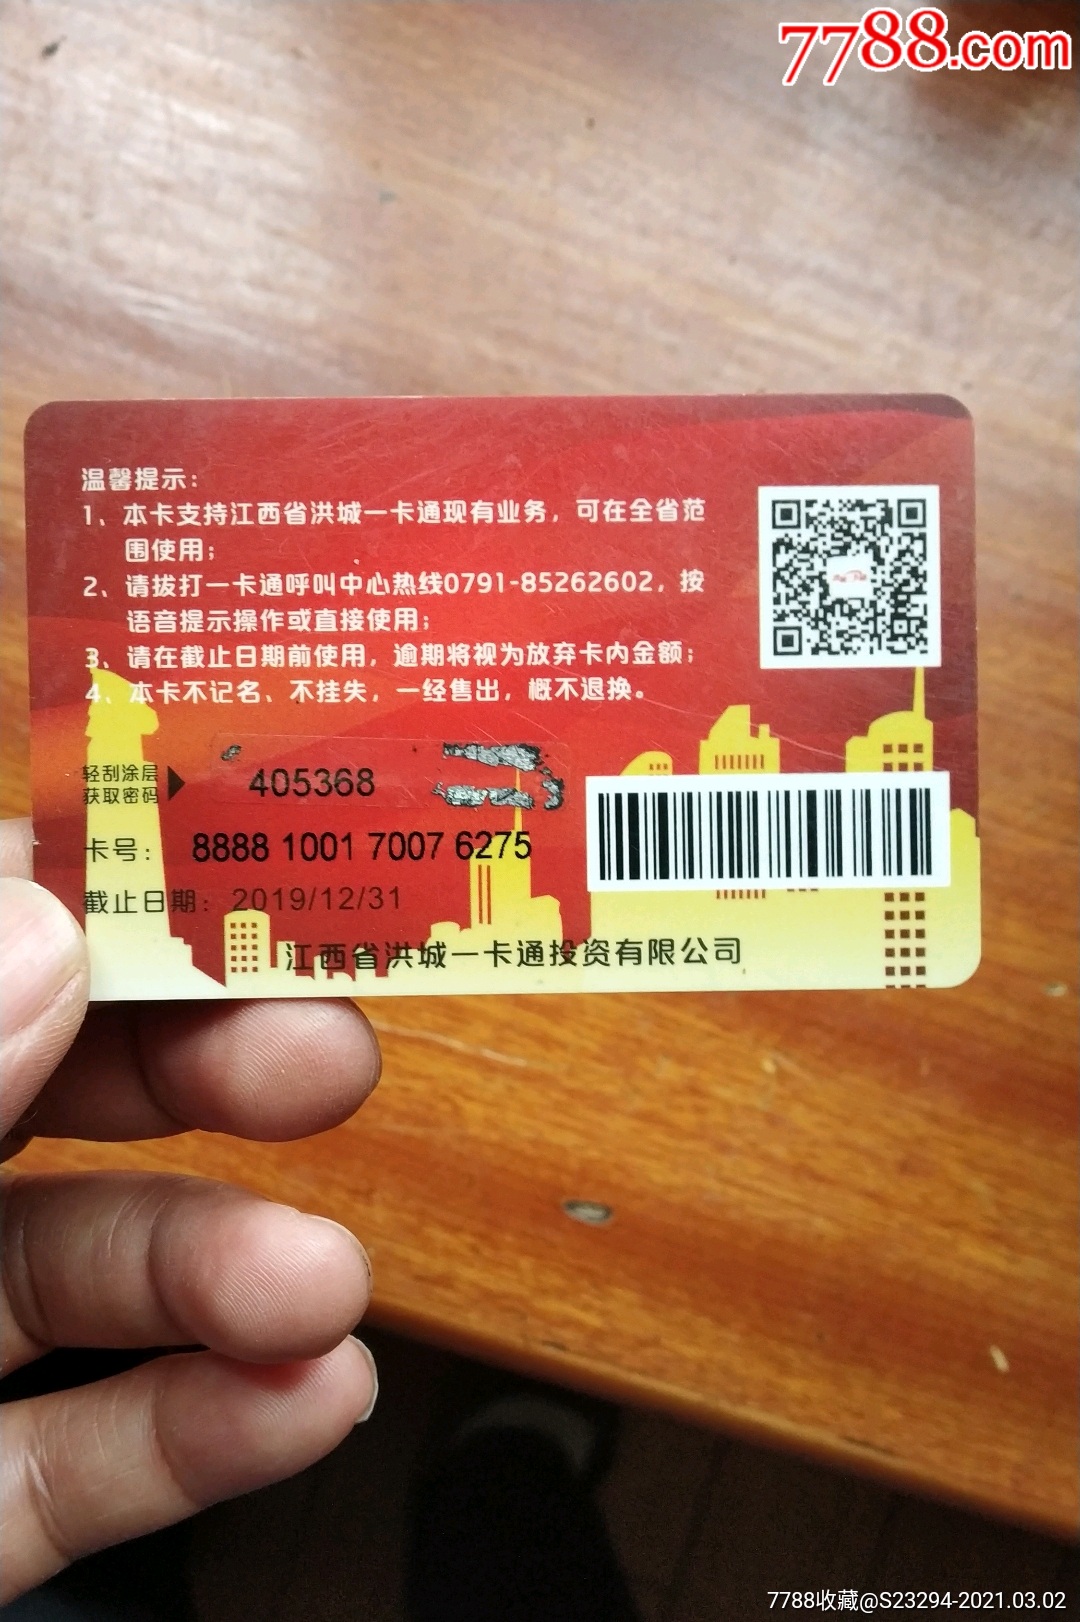 7788.com
温馨提示：
1、本卡支持江西省洪城一卡通现有业务，可在全省范
围使用；
2、请拔打一卡通呼叫中心热线0791-85262602，按
语音提示操作或直接使用；
3、请在截止日期前使用，逾期将视为放弃卡内金额；
4、本卡不记名、不挂失，一经售出，概不退换。
轻刮涂层
获取密码
405368
卡号： 8888 1001 7007 6275
截止日期： 2019/12/31
江西省洪城一卡通投资有限公司
7788收藏@S23294-2021.03.02